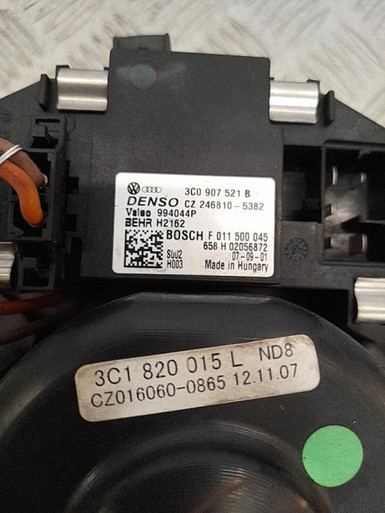 3C0 907 521 B
DENSO CZ 246810-5382
Valeo 994044P
BEHR H2162
BOSCH F 011 500 045
658 H 02056872
SüU2 07-09-01
H003 Made in Hungary
3C1 820 015 L ND8
CZ016060-0865 12.11.07